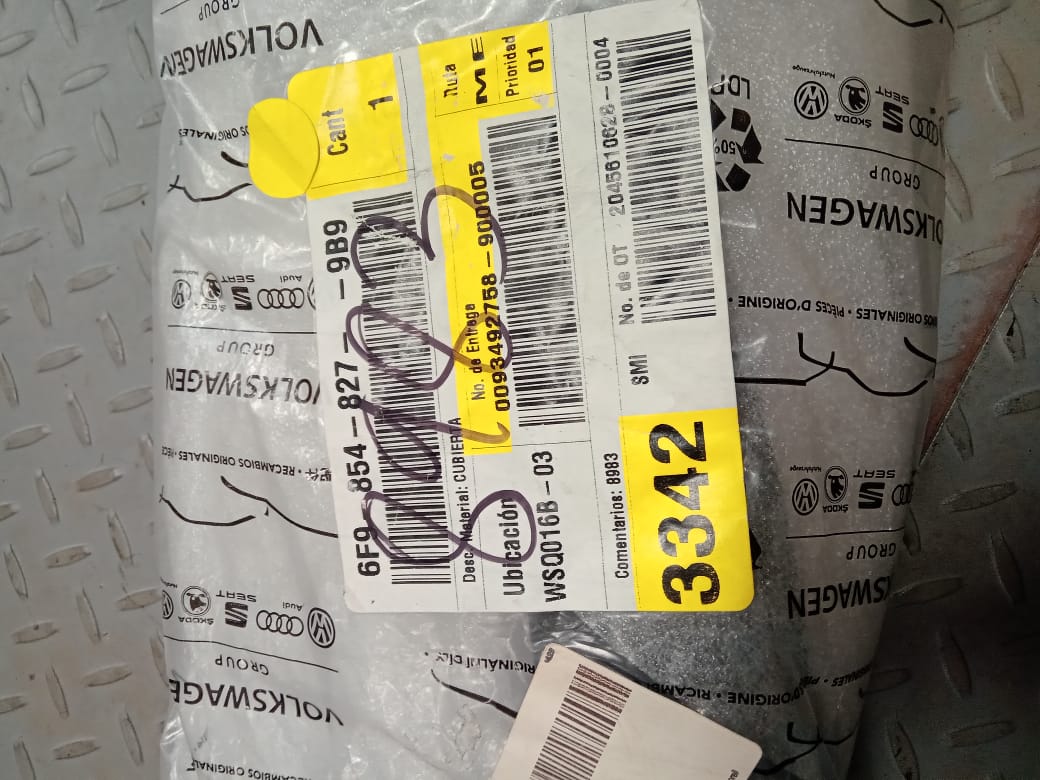 6F9-854-827- -9B9
Cant
1
Desc. Material: CUBIERTA
No. de Entrega
0093492758-900005
Ruta
ME
Prioridad
01
Ubicación
WSQ016B-03
Comentarios: 8983
SMI
No. de OT 2045610628-0004
3342
8983
VOLKSWAGEN
GROUP
SEAT
Audi
ŠKODA
VOLKSWAGEN
GROUP
RECAMBIOS ORIGINALES
PIÈCES D'ORIGINE